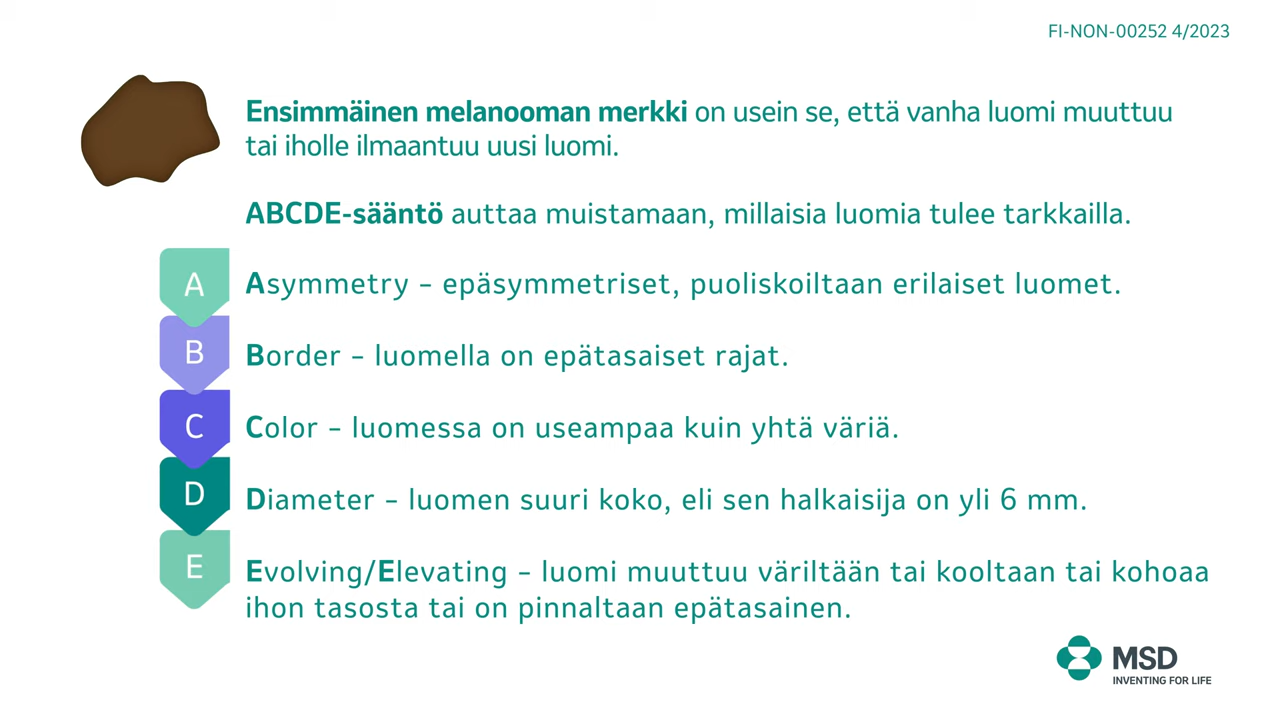 FI-NON-00252 4/2023
Ensimmäinen melanooman merkki on usein se, että vanha luomi muuttuu
tai iholle ilmaantuu uusi luomi.
ABCDE-sääntö auttaa muistamaan, millaisia luomia tulee tarkkailla.
A
Asymmetry – epäsymmetriset, puoliskoiltaan erilaiset luomet.
B
Border – luomella on epätasaiset rajat.
C
Color – luomessa on useampaa kuin yhtä väriä.
D
Diameter – luomen suuri koko, eli sen halkaisija on yli 6 mm.
E
Evolving/Elevating – luomi muuttuu väriltään tai kooltaan tai kohoaa
ihon tasosta tai on pinnaltaan epätasainen.
MSD
INVENTING FOR LIFE